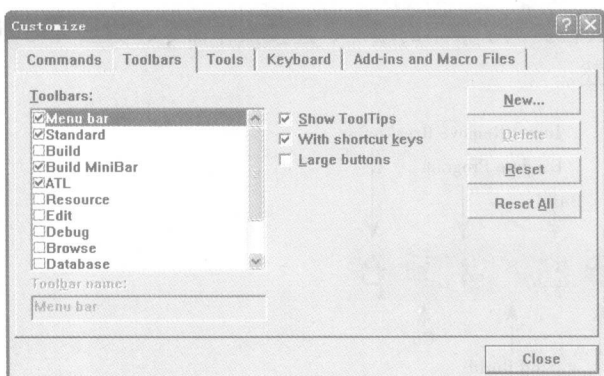 Customize
Commands
Toolbars
Tools
Keyboard
Add-ins and Macro Files
Toolbars:
Menu bar
Standard
Build
Build MiniBar
ATL
Resource
Edit
Debug
Browse
Database
Toolbar name:
Menu bar
Show ToolTips
With shortcut keys
Large buttons
New...
Delete
Reset
Reset All
Close